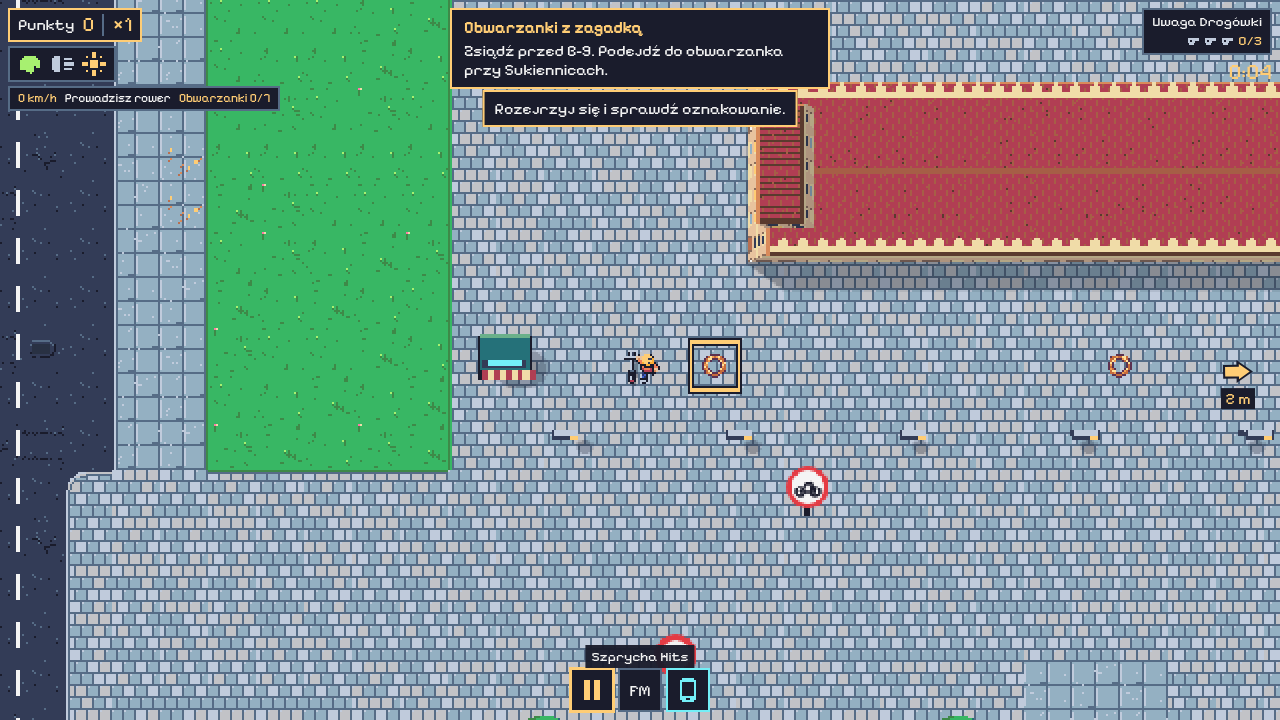 Punkty 0 ×1
0 km/h Prowadzisz rower Obwarzanki 0/1
Obwarzanki z zagadką
Zsiądź przed B-9. Podejdź do obwarzanka
przy Sukiennicach.
Rozejrzyj się i sprawdź oznakowanie.
Uwaga Drogówki
0/3
0:04
2 m
Szprycha Hits
FM